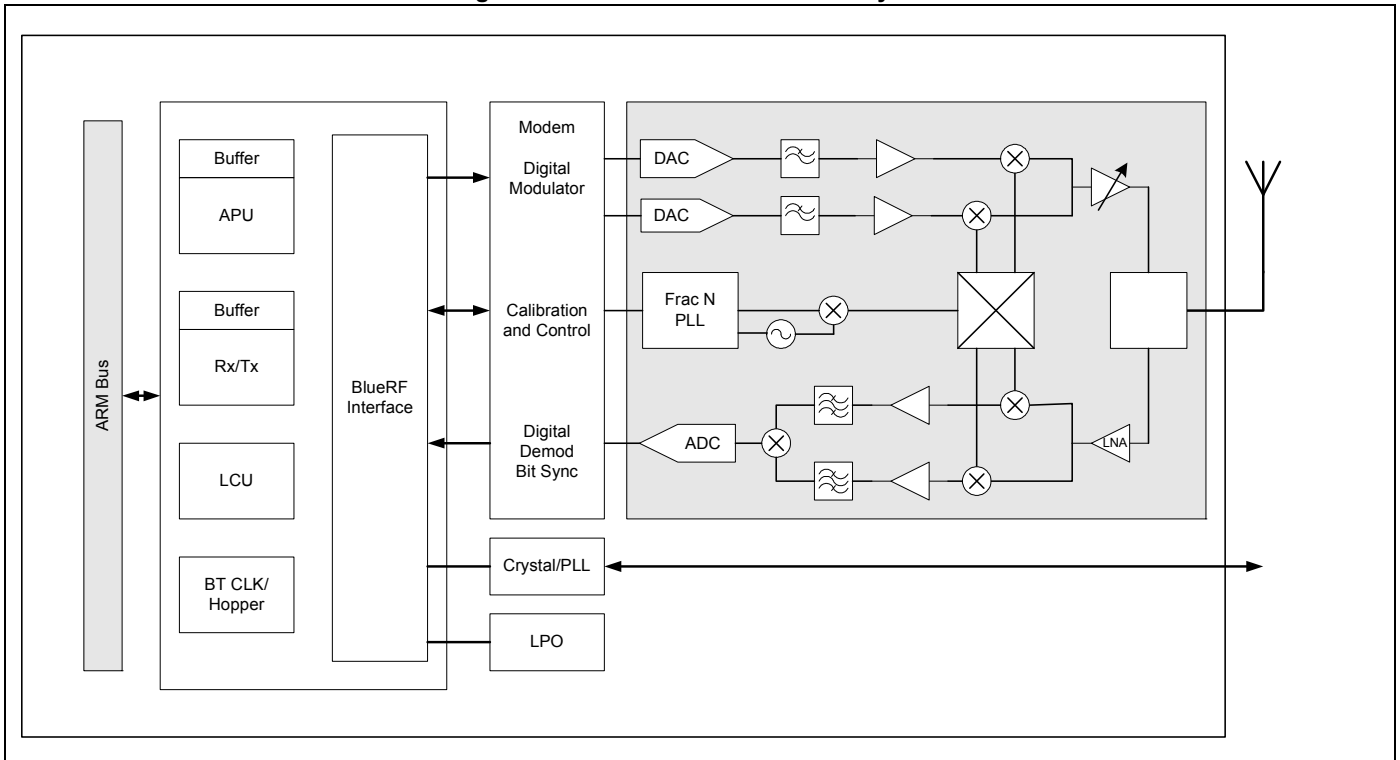 ARM Bus
Buffer
APU
Buffer
Rx/Tx
LCU
BT CLK/
Hopper
BlueRF
Interface
Modem
Digital
Modulator
Calibration
and Control
Digital
Demod
Bit Sync
Crystal/PLL
LPO
DAC
DAC
Frac N
PLL
ADC
LNA